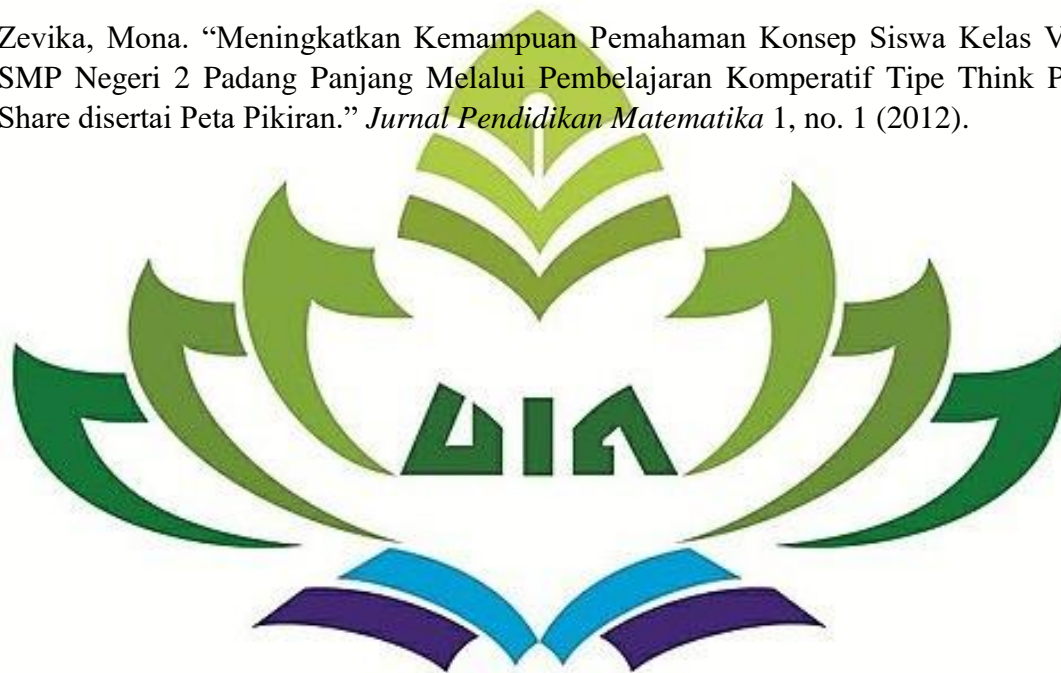 Zevika, Mona. “Meningkatkan Kemampuan Pemahaman Konsep Siswa Kelas V
SMP Negeri 2 Padang Panjang Melalui Pembelajaran Komperatif Tipe Think P
Share disertai Peta Pikiran.” Jurnal Pendidikan Matematika 1, no. 1 (2012).
UIN